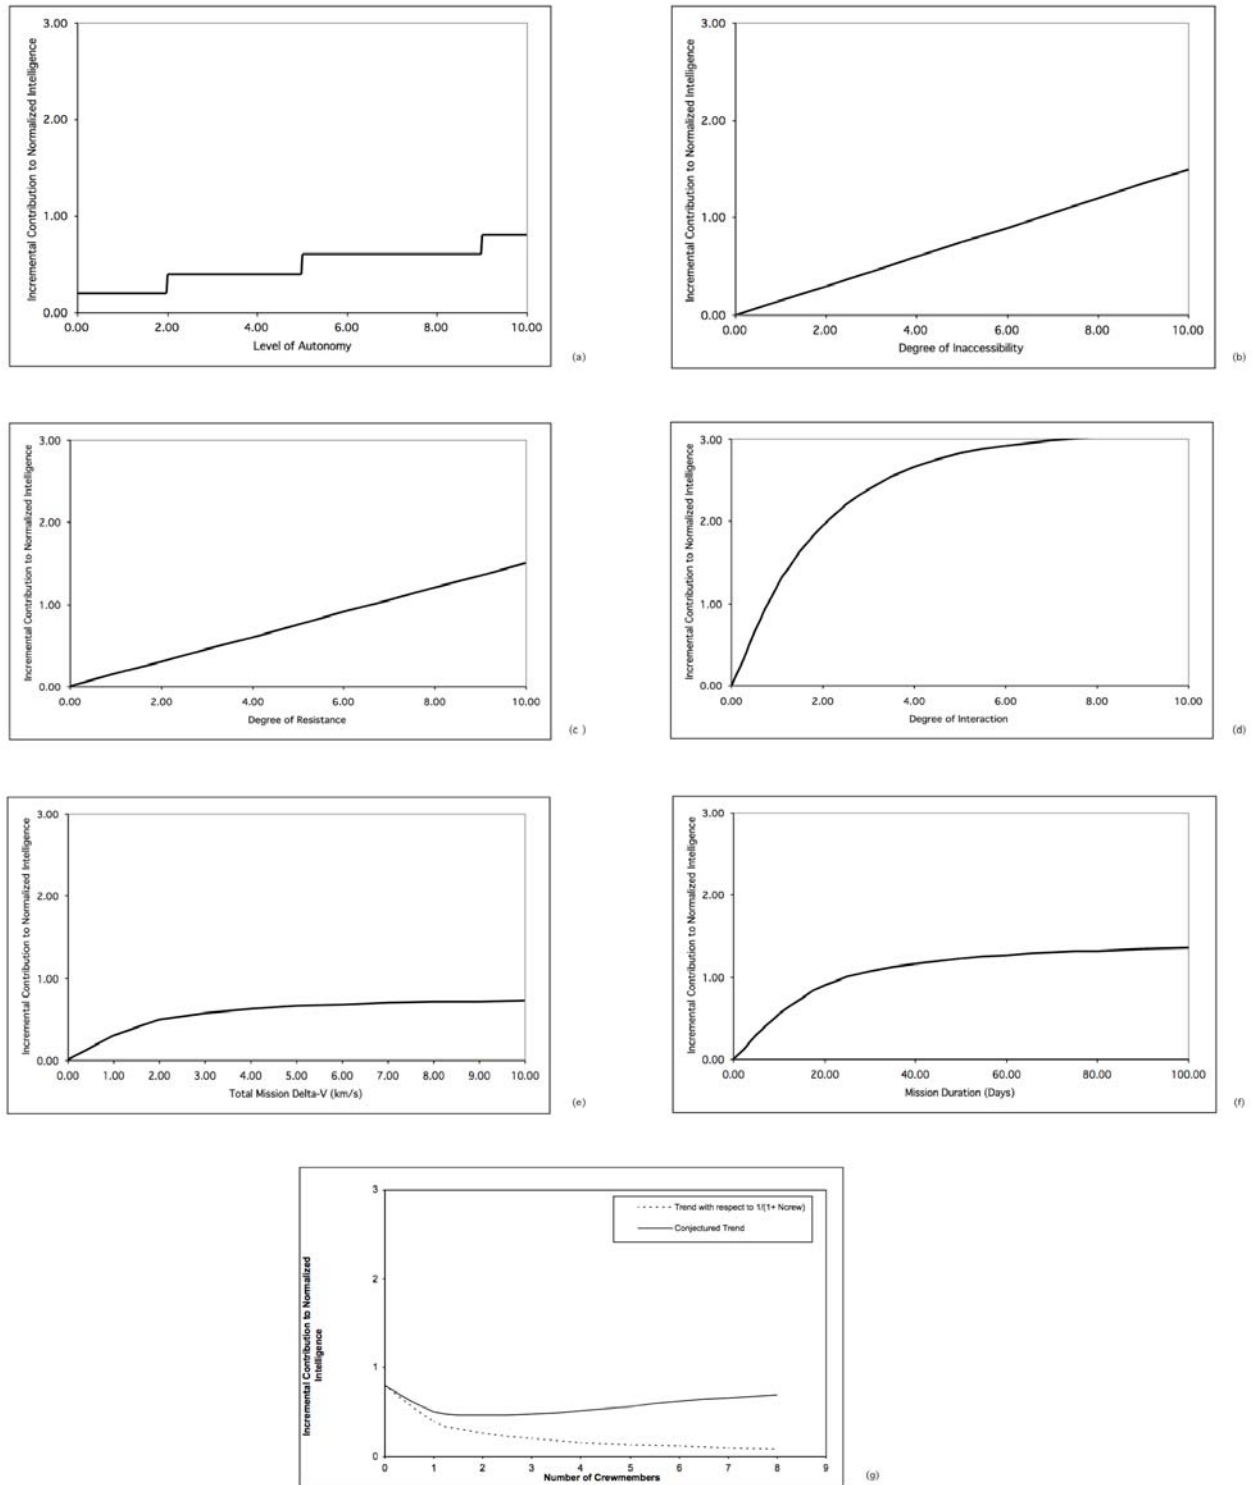 3.00
2.00
1.00
0.00
Incremental Contribution to Normalized Intelligence
0.00 2.00 4.00 6.00 8.00 10.00
Level of Autonomy
(a)
3.00
2.00
1.00
0.00
Incremental Contribution to Normalized Intelligence
0.00 2.00 4.00 6.00 8.00 10.00
Degree of Inaccessibility
(b)
3.00
2.00
1.00
0.00
Incremental Contribution to Normalized Intelligence
0.00 2.00 4.00 6.00 8.00 10.00
Degree of Resistance
(c )
3.00
2.00
1.00
0.00
Incremental Contribution to Normalized Intelligence
0.00 2.00 4.00 6.00 8.00 10.00
Degree of Interaction
(d)
3.00
2.00
1.00
0.00
Incremental Contribution to Normalized Intelligence
0.00 1.00 2.00 3.00 4.00 5.00 6.00 7.00 8.00 9.00 10.00
Total Mission Delta-V (km/s)
(e)
3.00
2.00
1.00
0.00
Incremental Contribution to Normalized Intelligence
0.00 20.00 40.00 60.00 80.00 100.00
Mission Duration (Days)
(f)
3
2
1
0
Incremental Contribution to Normalized
Intelligence
Trend with respect to 1/(1+ Ncrew)
Conjectured Trend
0 1 2 3 4 5 6 7 8 9
Number of Crewmembers
(g)